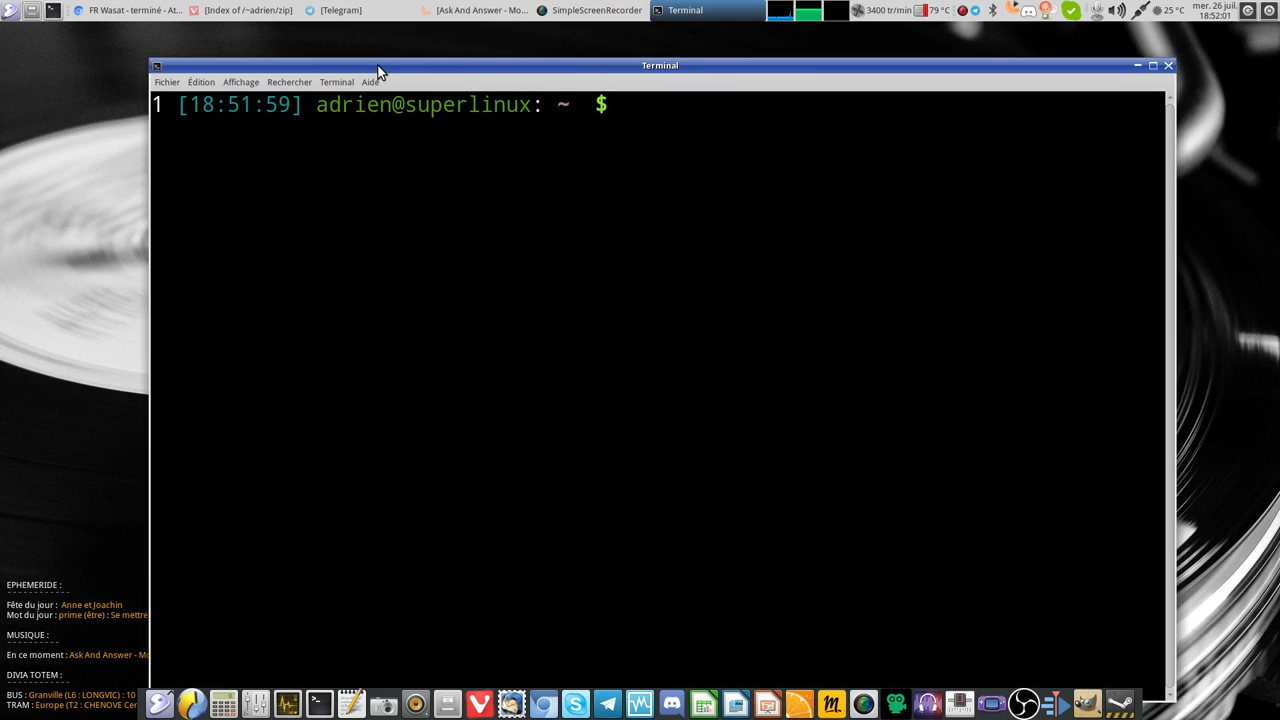 FR Wasat - terminé - At...
[Index of /~adrien/zip]
[Telegram]
[Ask And Answer - Mo...
SimpleScreenRecorder
Terminal
3400 tr/min
79 °C
25 °C
mer. 26 juil.
18:52:01
Terminal
Fichier Édition Affichage Rechercher Terminal Aide
1 [18:51:59] adrien@superlinux: ~ $
EPHEMERIDE :
Fête du jour : Anne et Joachin
Mot du jour : prime (être) : Se mettre
MUSIQUE :
En ce moment : Ask And Answer - Mo
DIVIA TOTEM :
BUS : Granville (L6 : LONGVIC) : 10
TRAM : Europe (T2 : CHENOVE Cen